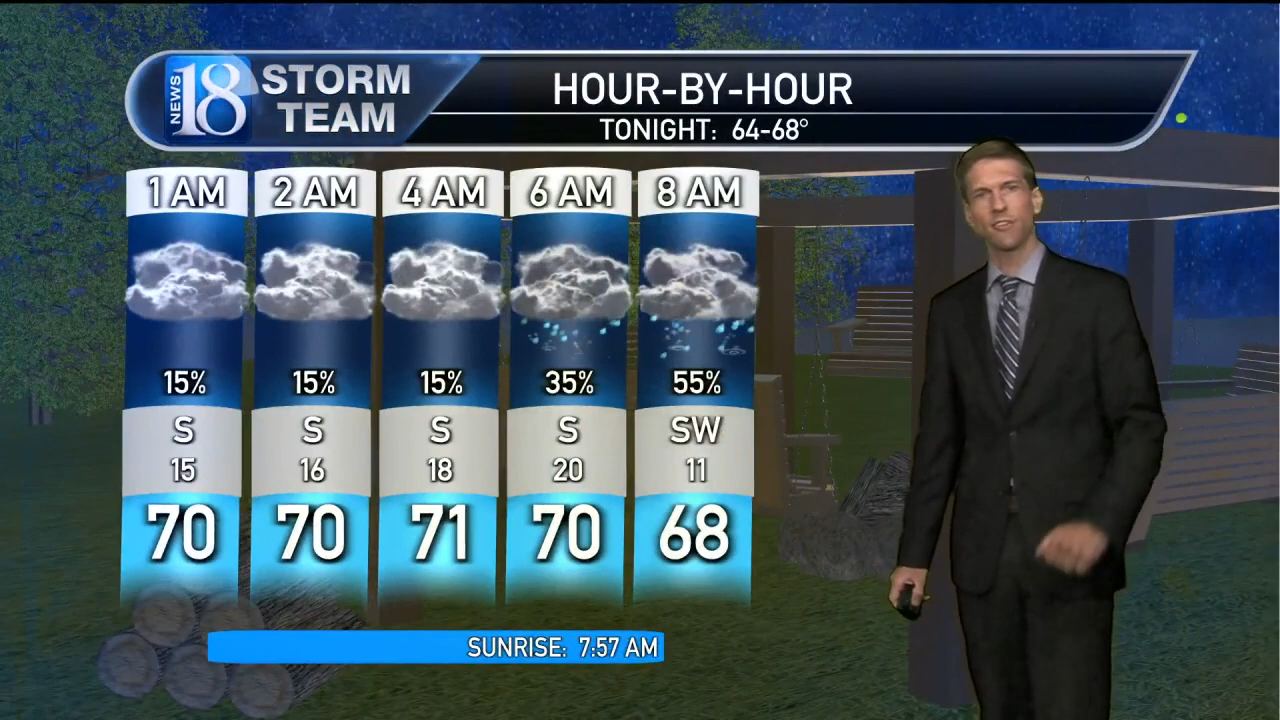 NEWS 18 STORM TEAM
HOUR-BY-HOUR
TONIGHT: 64-68°
1 AM 2 AM 4 AM 6 AM 8 AM
15% 15% 15% 35% 55%
S S S S SW
15 16 18 20 11
70 70 71 70 68
SUNRISE: 7:57 AM